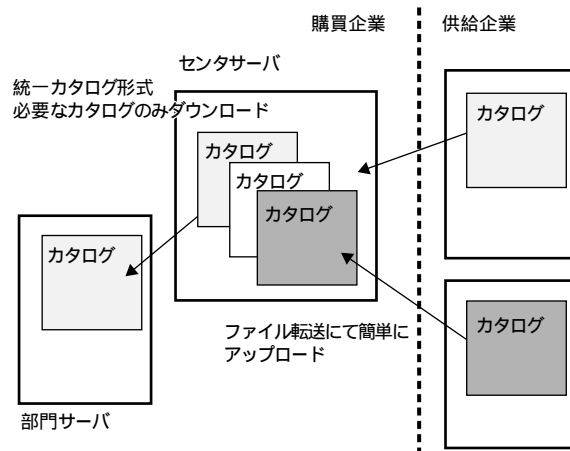 購買企業
供給企業
センタサーバ
統一カタログ形式
必要なカタログのみダウンロード
カタログ
カタログ
カタログ
カタログ
カタログ
カタログ
ファイル転送にて簡単に
アップロード
部門サーバ